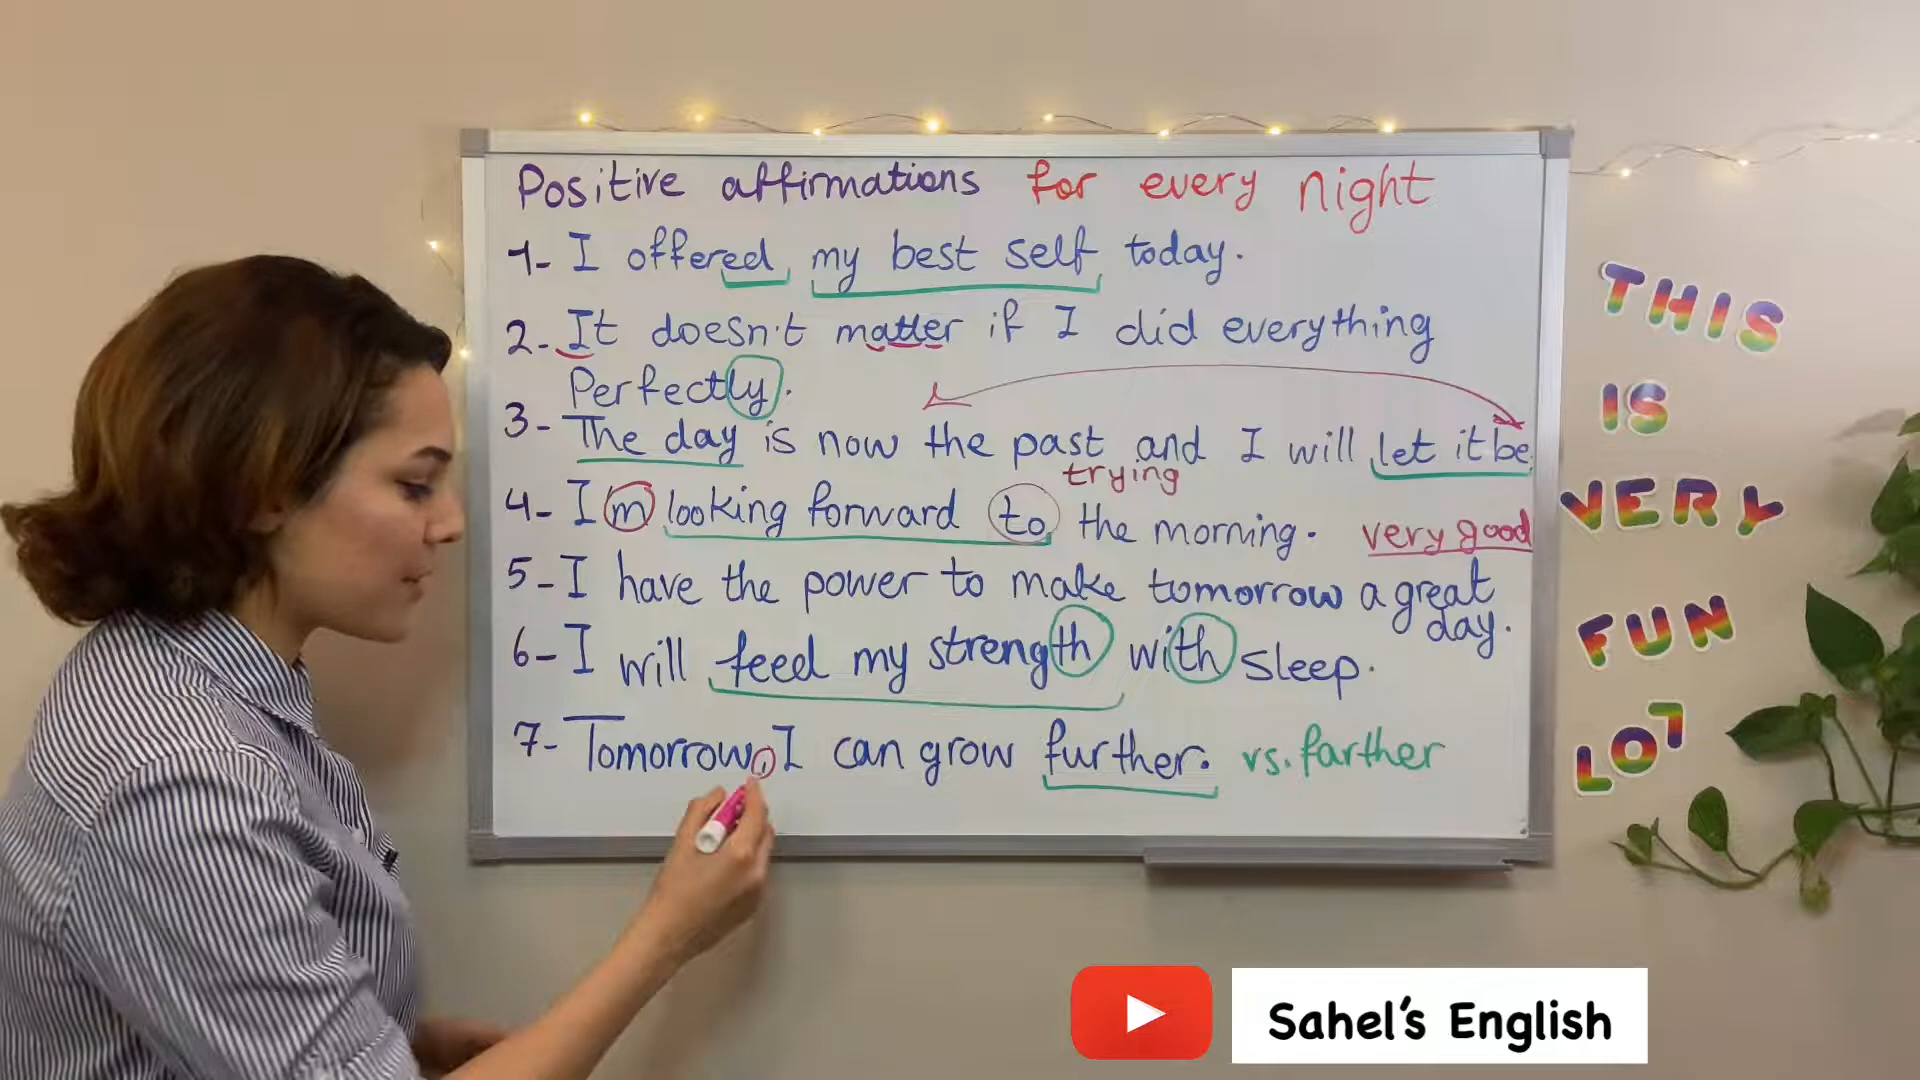 Positive affirmations for every night
1- I offered my best self today.
2- It doesn't matter if I did everything
Perfectly.
3- The day is now the past and I will let it be.
trying
4- I'm looking forward to the morning. very good
5- I have the power to make tomorrow a great
day.
6- I will feed my strength with sleep.
7- Tomorrow, I can grow further. vs. farther
THIS
IS
VERY
FUN
LOT
Sahel's English